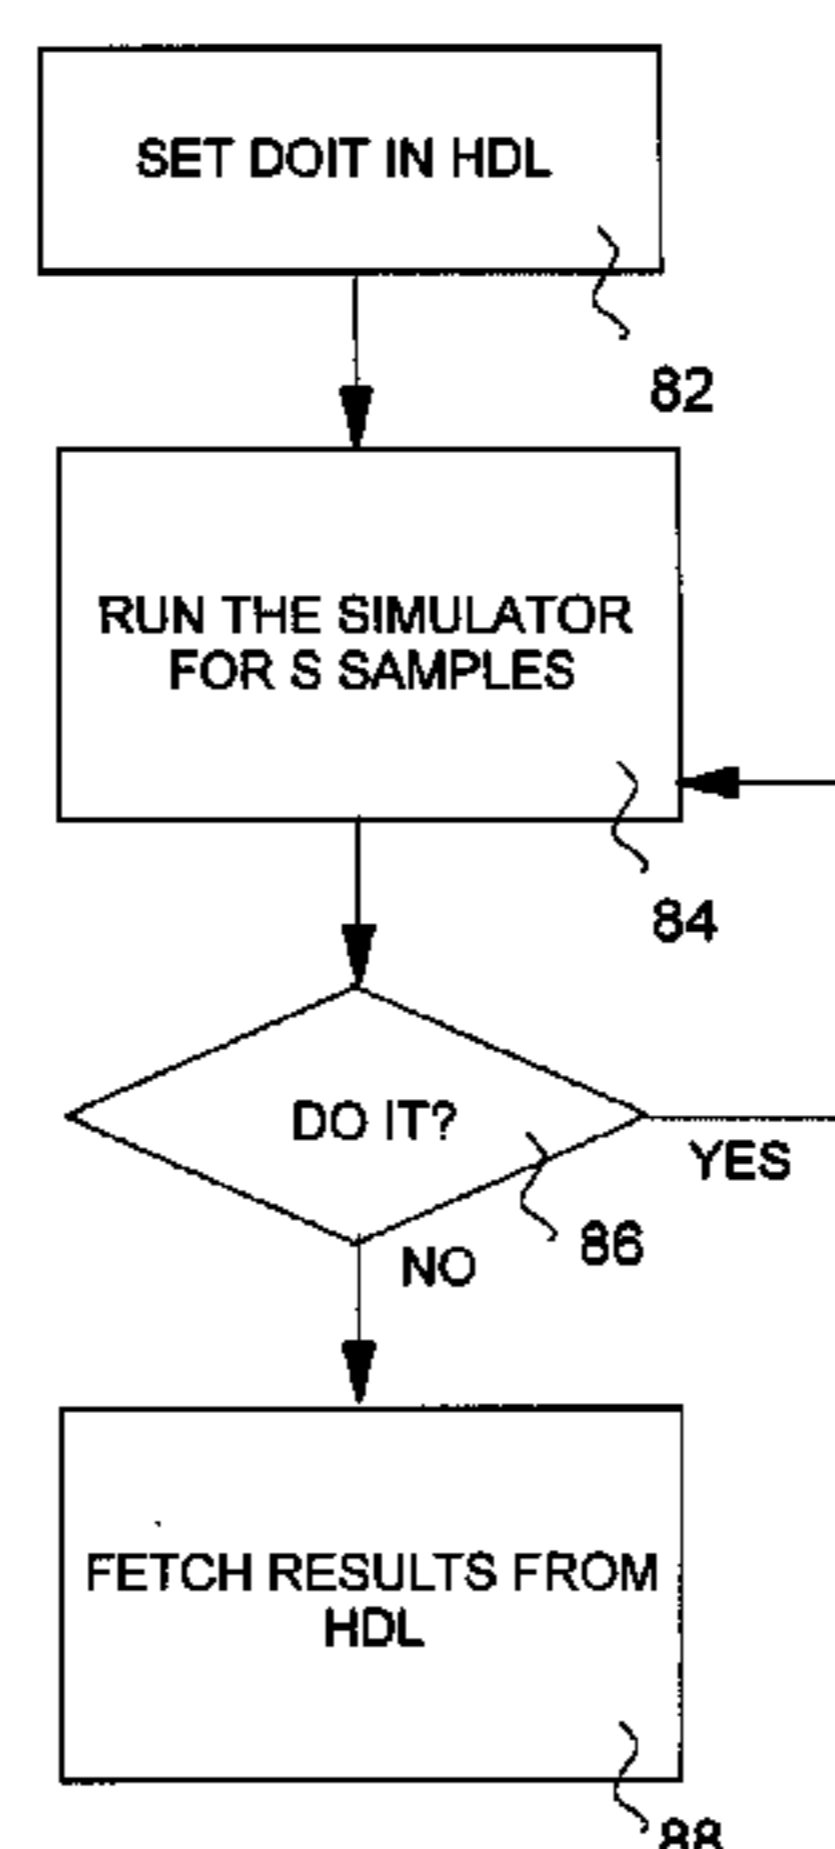 SET DOIT IN HDL
82
RUN THE SIMULATOR
FOR S SAMPLES
84
DO IT?
YES
86
NO
FETCH RESULTS FROM
HDL
88